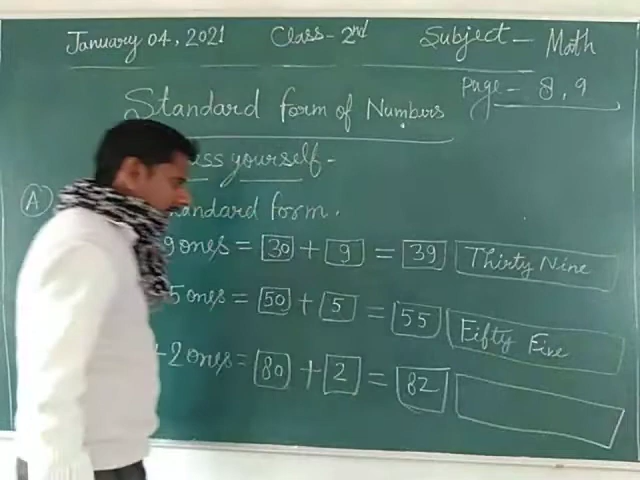 January 04, 2021 Class - 2nd Subject - Math
Page - 8, 9
Standard form of Numbers
yourself -
(A) standard form.
9 ones = 30 + 9 = 39 Thirty Nine
5 ones = 50 + 5 = 55 Fifty Five
+ 2 ones = 80 + 2 = 82